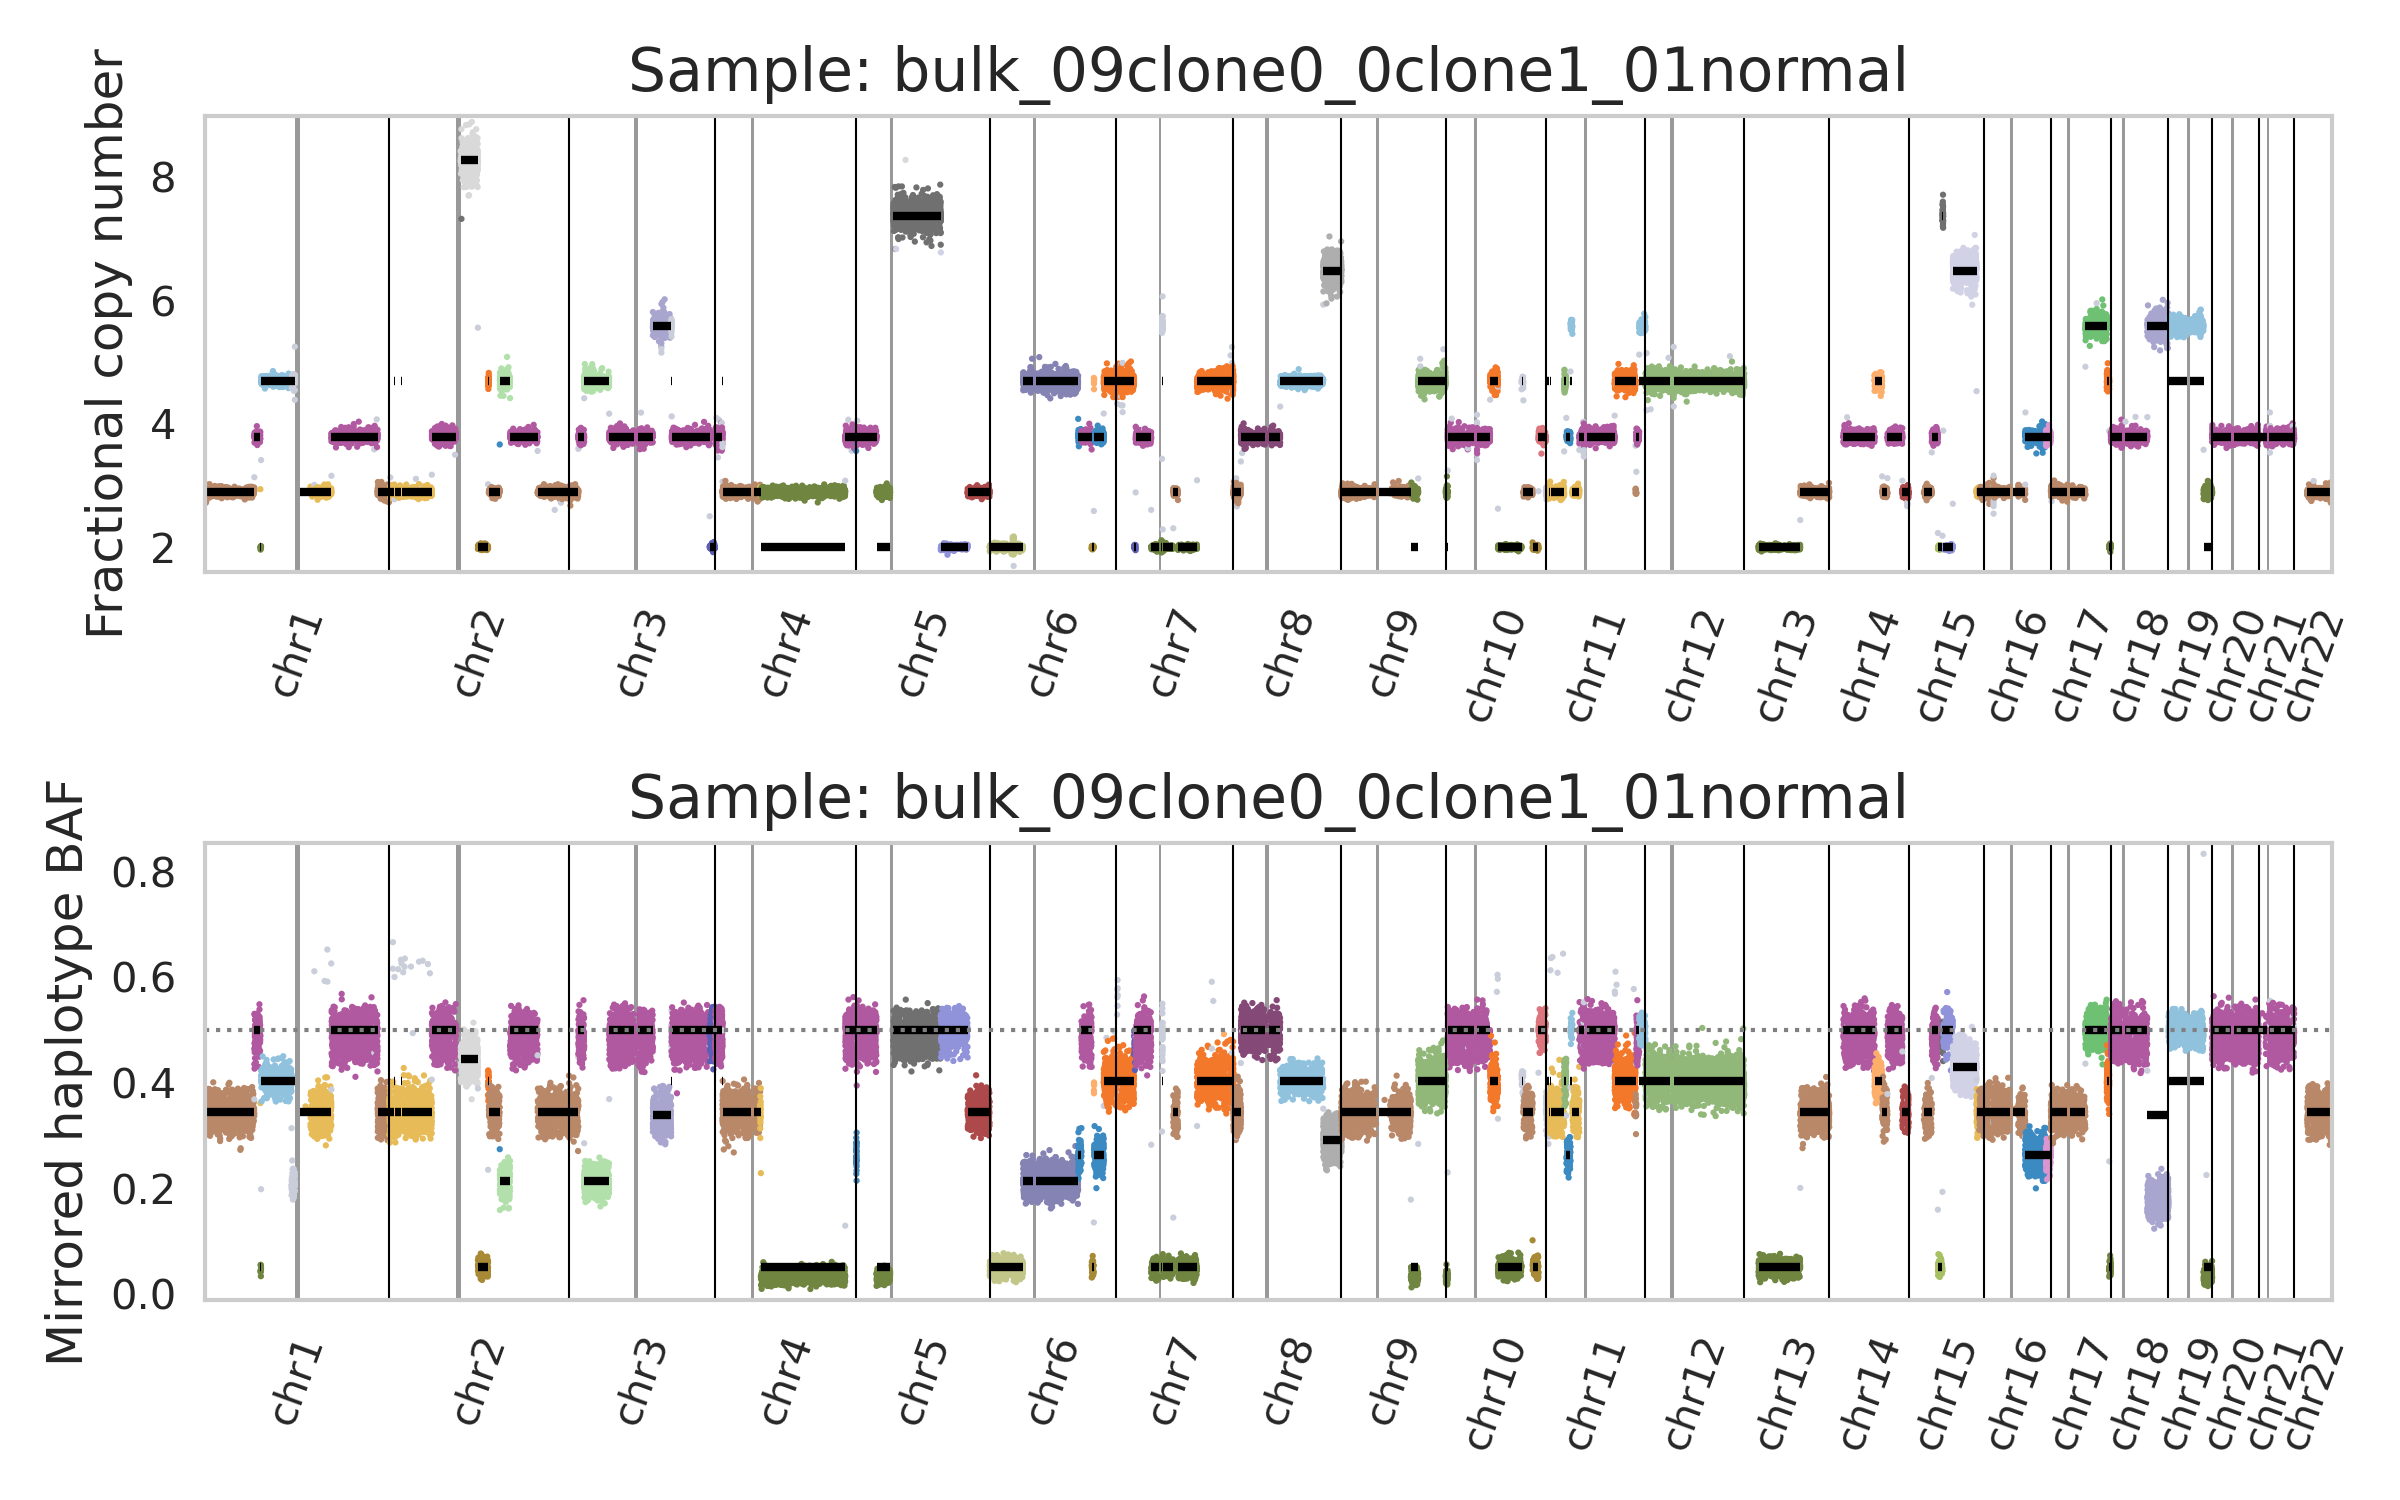 Sample: bulk_09clone0_0clone1_01normal
Fractional copy number
8
6
4
2
chr1
chr2
chr3
chr4
chr5
chr6
chr7
chr8
chr9
chr10
chr11
chr12
chr13
chr14
chr15
chr16
chr17
chr18
chr19
chr20
chr21
chr22
Sample: bulk_09clone0_0clone1_01normal
Mirrored haplotype BAF
0.8
0.6
0.4
0.2
0.0
chr1
chr2
chr3
chr4
chr5
chr6
chr7
chr8
chr9
chr10
chr11
chr12
chr13
chr14
chr15
chr16
chr17
chr18
chr19
chr20
chr21
chr22